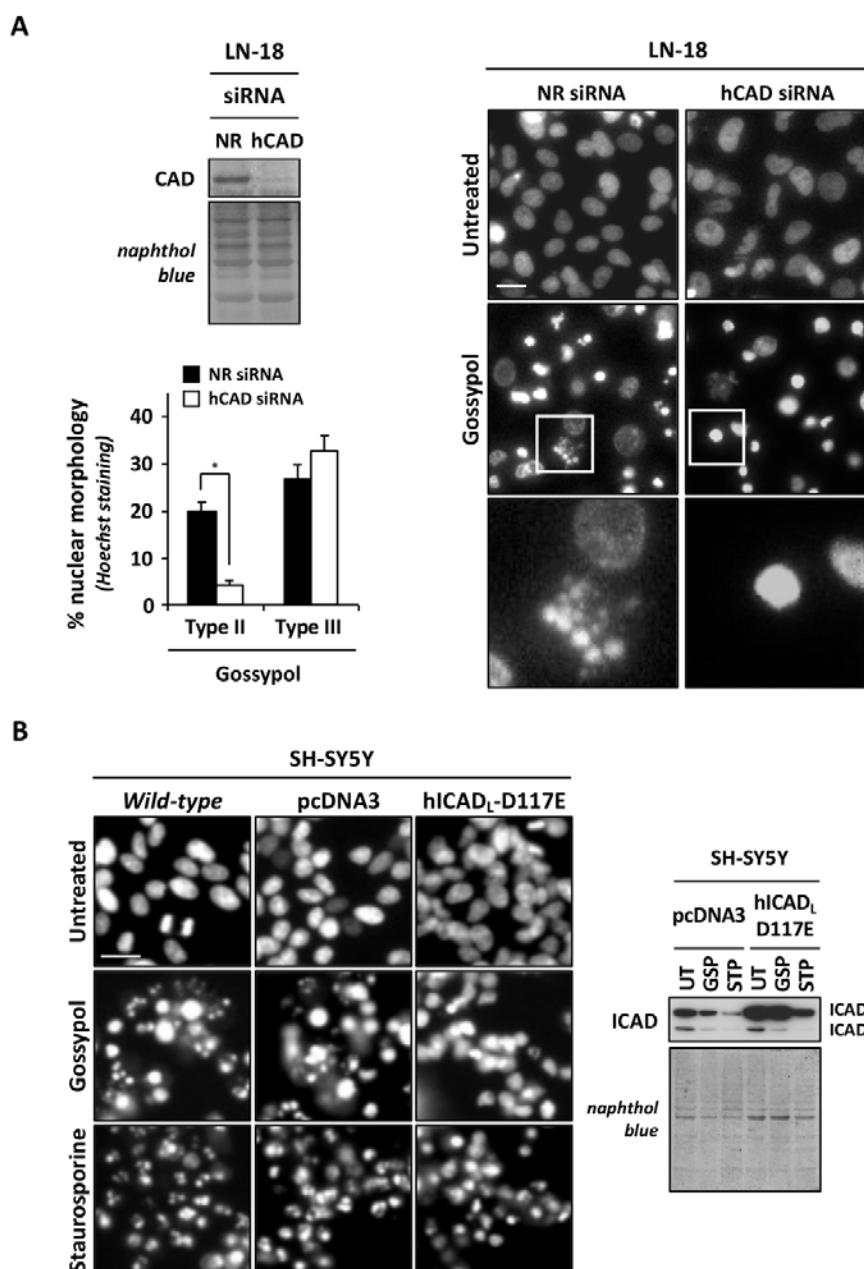 A
LN-18
siRNA
NR hCAD
CAD
naphthol
blue
NR siRNA
hCAD siRNA
% nuclear morphology
(Hoechst staining)
40
30
20
10
0
*
Type II Type III
Gossypol
LN-18
NR siRNA hCAD siRNA
Untreated
Gossypol
B
SH-SY5Y
Wild-type pcDNA3 hICADL-D117E
Untreated
Gossypol
Staurosporine
SH-SY5Y
pcDNA3 hICADL
D117E
UT GSP STP UT GSP STP
ICAD
ICAD
ICAD
naphthol
blue